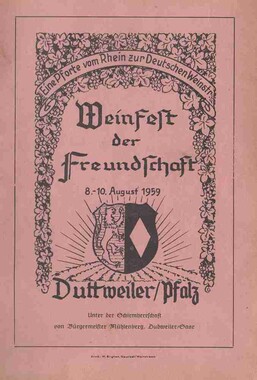 Eine Pforte vom Rhein zur Deutschen Weinstr.
Weinfest
der
Freundschaft
8.-10. August 1959
Duttweiler/Pfalz
Unter der Schirmherrschaft
von Bürgermeister Mühlenberg, Dudweiler-Saar